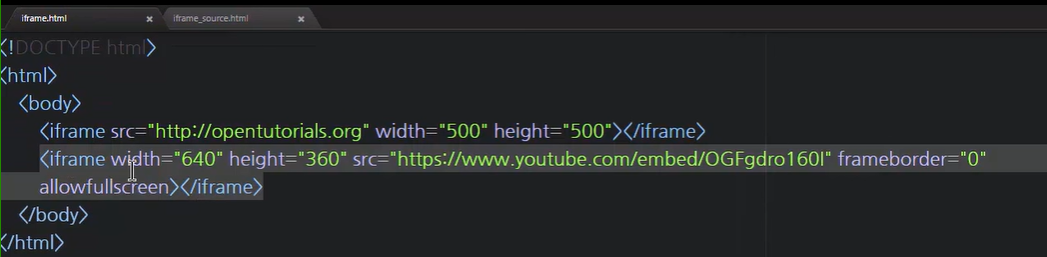 iframe.html × iframe_source.html ×
<!DOCTYPE html>
<html>
<body>
<iframe src="http://opentutorials.org" width="500" height="500"></iframe>
<iframe width="640" height="360" src="https://www.youtube.com/embed/OGFgdro160I" frameborder="0"
allowfullscreen></iframe>
</body>
</html>